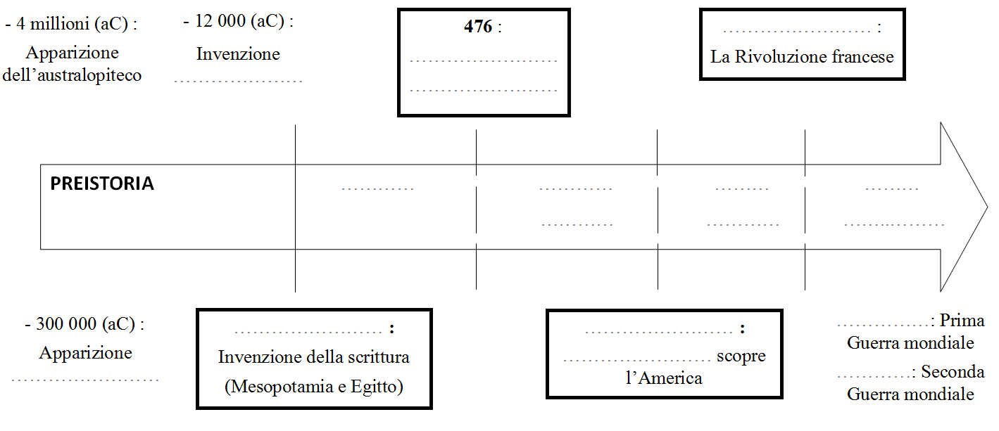 - 4 millioni (aC) :
Apparizione
dell'australopiteco
- 12 000 (aC) :
Invenzione
.....................
476 :
........................
........................
........................ :
La Rivoluzione francese
PREISTORIA
............
............
.........
.........
............
............
............
................
- 300 000 (aC) :
Apparizione
........................
........................ :
Invenzione della scrittura
(Mesopotamia e Egitto)
........................ :
........................ scopre
l'America
...............: Prima
Guerra mondiale
............: Seconda
Guerra mondiale